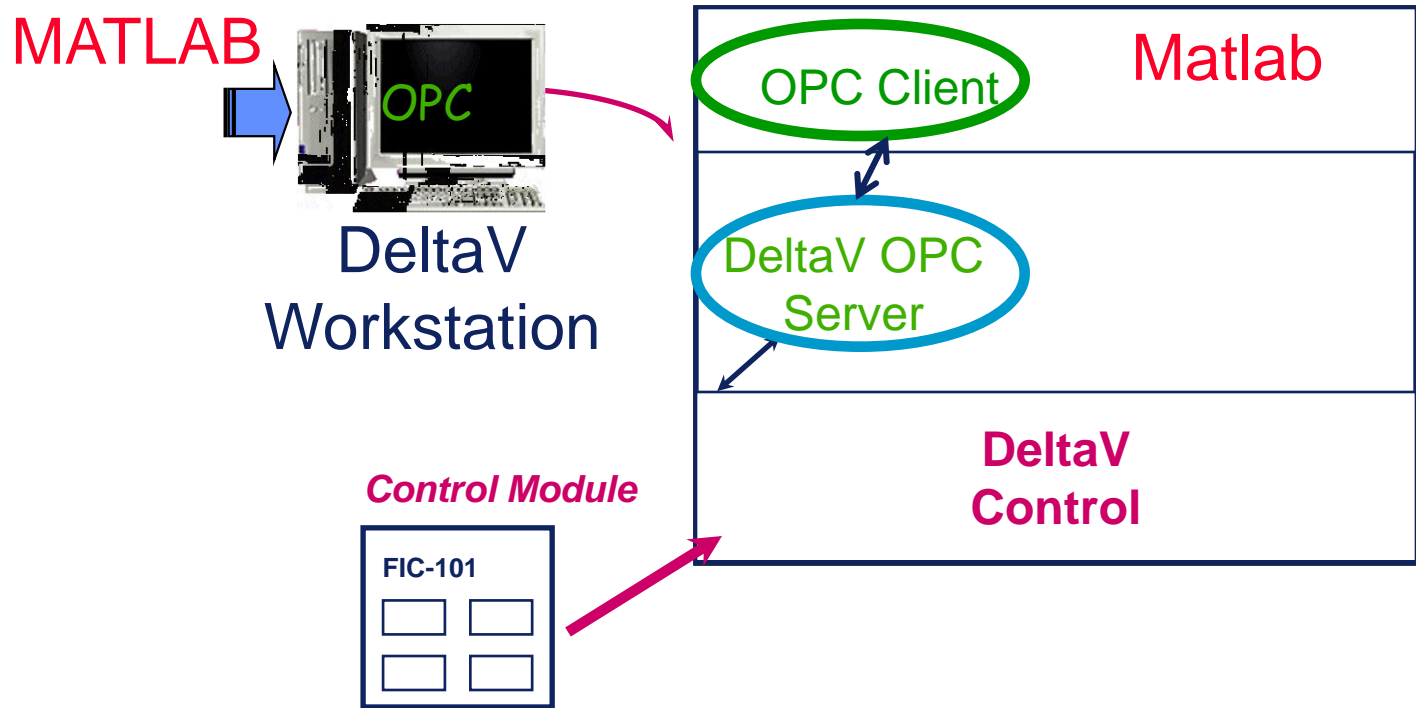 MATLAB
OPC
DeltaV
Workstation
Matlab
OPC Client
DeltaV OPC
Server
DeltaV
Control
Control Module
FIC-101